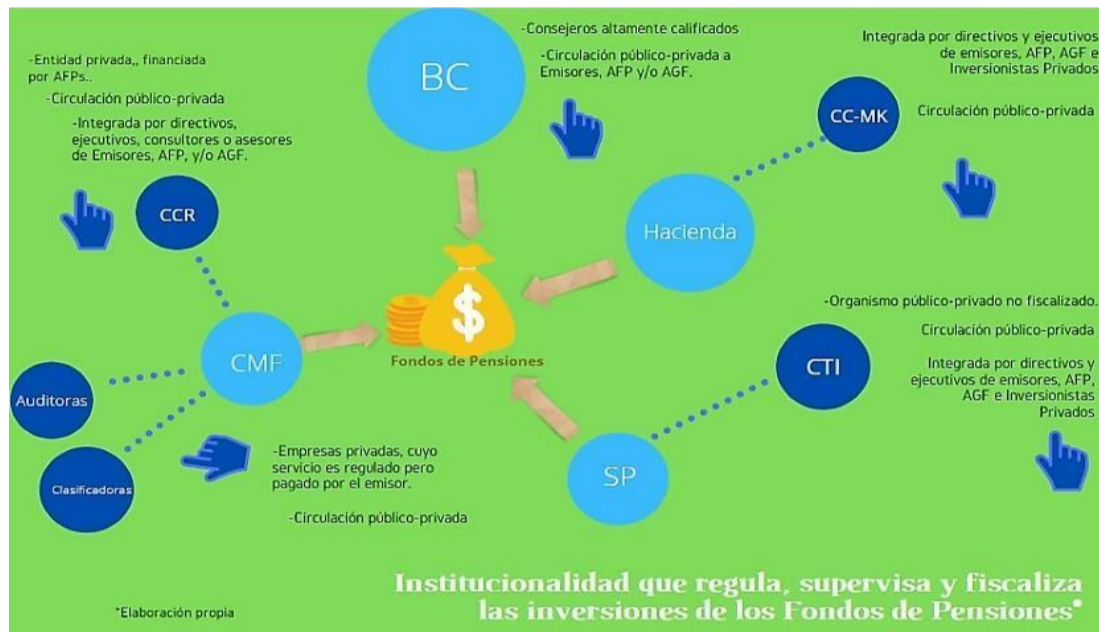 -Entidad privada,, financiada
por AFPs..
-Circulación público-privada
-Integrada por directivos,
ejecutivos, consultores o asesores
de Emisores, AFP, y/o AGF.
CCR
BC
-Consejeros altamente calificados
-Circulación público-privada a
Emisores, AFP y/o AGF.
Integrada por directivos y ejecutivos
de emisores, AFP, AGF e
Inversionistas Privados
CC-MK
Circulación público-privada
Hacienda
$
Fondos de Pensiones
CMF
Auditoras
Clasificadoras
-Empresas privadas, cuyo
servicio es regulado pero
pagado por el emisor.
-Circulación público-privada
-Organismo público-privado no fiscalizado.
Circulación público-privada
CTI
Integrada por directivos y
ejecutivos de emisores, AFP,
AGF e Inversionistas
Privados
SP
Institucionalidad que regula, supervisa y fiscaliza
las inversiones de los Fondos de Pensiones*
*Elaboración propia